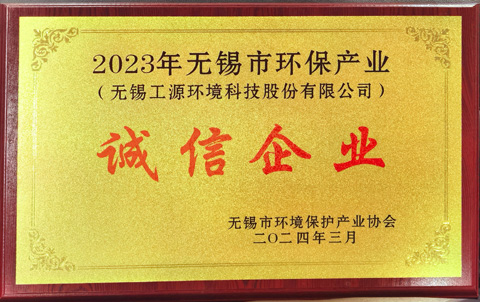 2023年无锡市环保产业
（无锡工源环境科技股份有限公司）
诚信企业
无锡市环境保护产业协会
二〇二四年三月